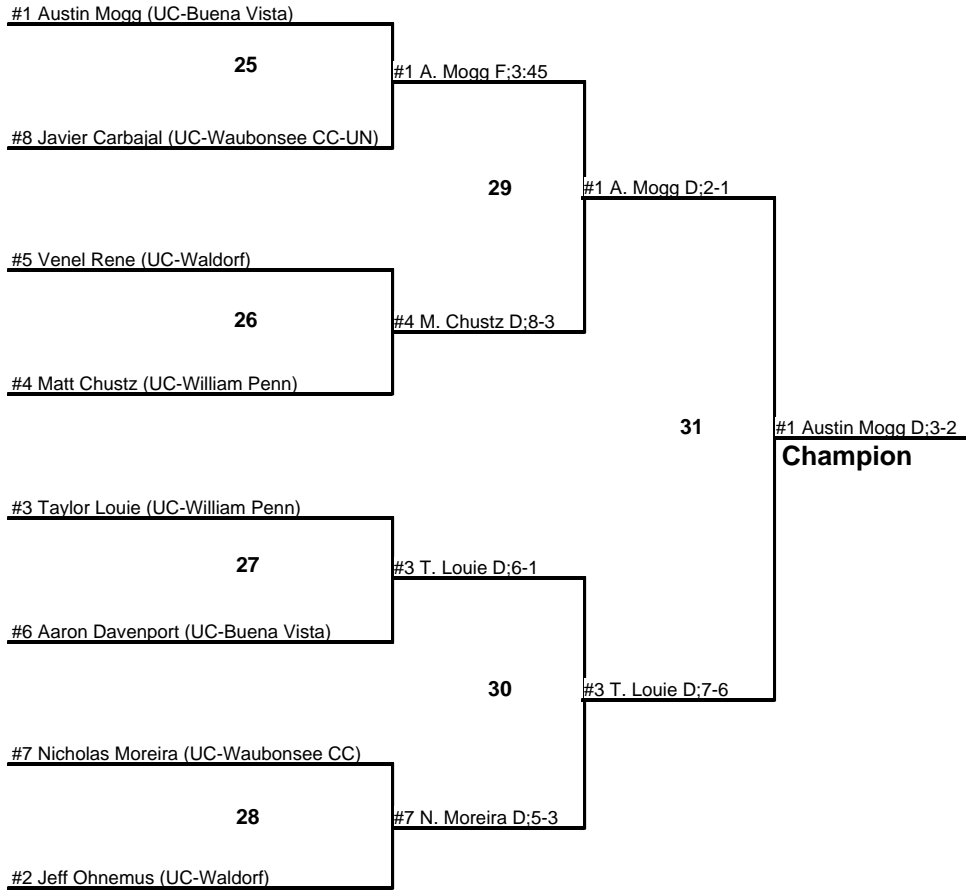 #1 Austin Mogg (UC-Buena Vista)
25
#1 A. Mogg F;3:45
#8 Javier Carbajal (UC-Waubonsee CC-UN)
29
#1 A. Mogg D;2-1
#5 Venel Rene (UC-Waldorf)
26
#4 M. Chustz D;8-3
#4 Matt Chustz (UC-William Penn)
31
#1 Austin Mogg D;3-2
Champion
#3 Taylor Louie (UC-William Penn)
27
#3 T. Louie D;6-1
#6 Aaron Davenport (UC-Buena Vista)
30
#3 T. Louie D;7-6
#7 Nicholas Moreira (UC-Waubonsee CC)
28
#7 N. Moreira D;5-3
#2 Jeff Ohnemus (UC-Waldorf)